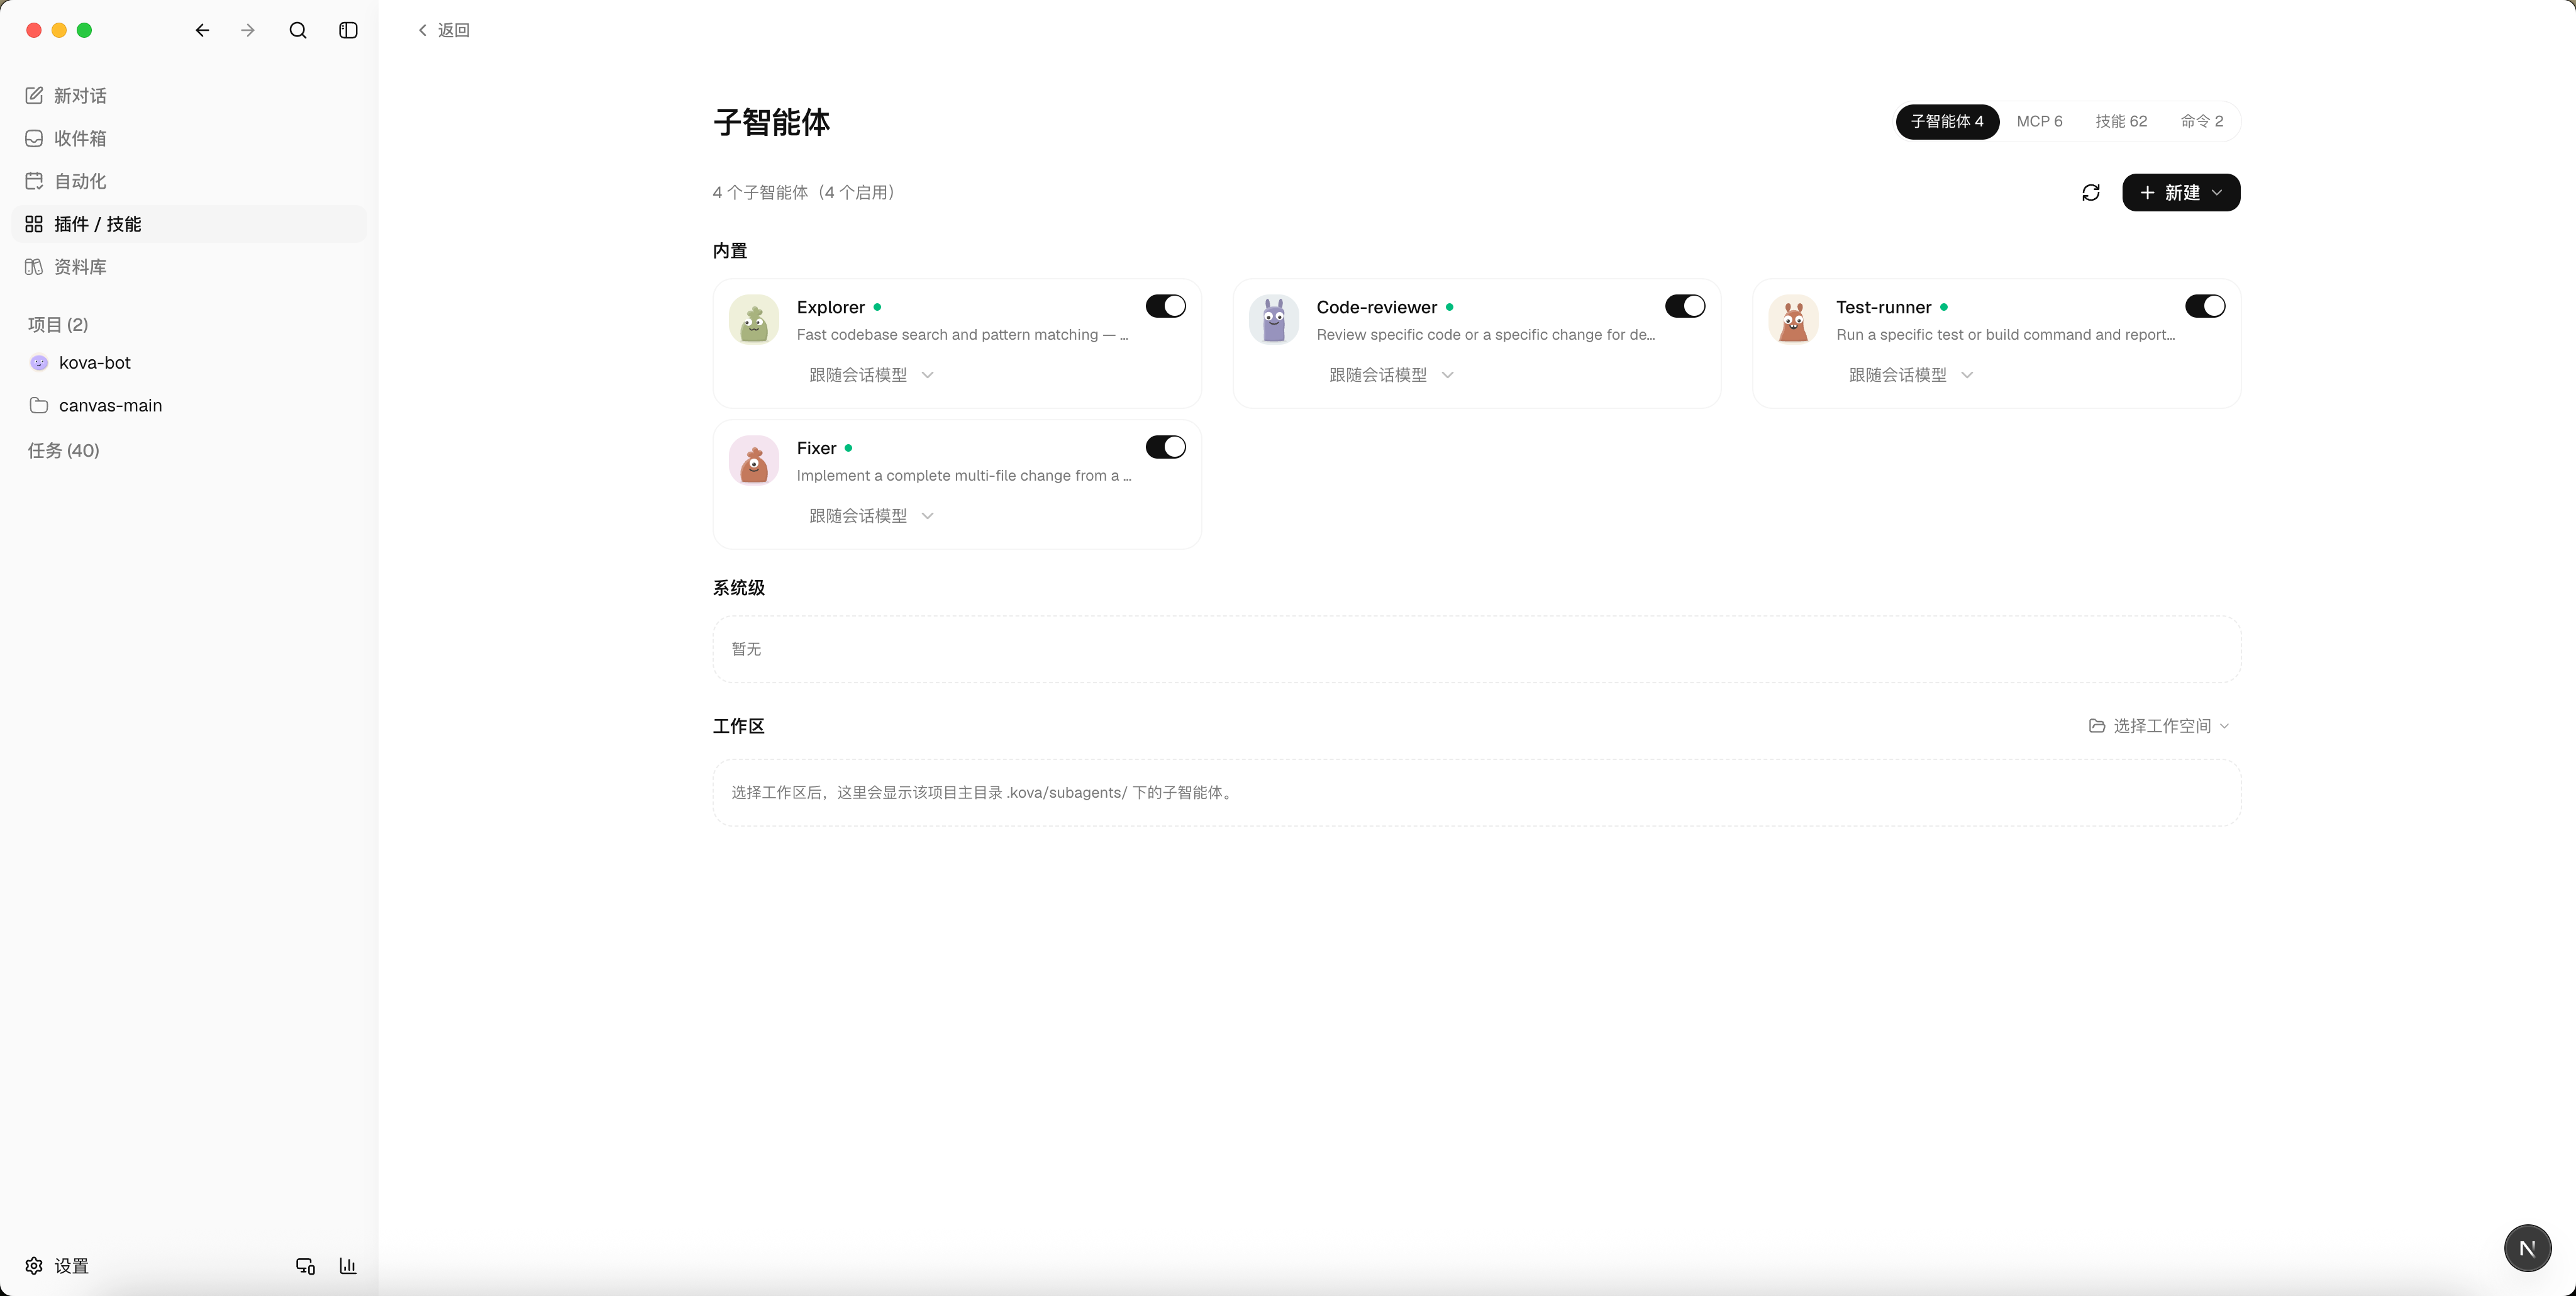 返回
新对话
收件箱
自动化
插件 / 技能
资料库
项目 (2)
kova-bot
canvas-main
任务 (40)
设置
子智能体
子智能体 4
MCP 6
技能 62
命令 2
4 个子智能体（4 个启用）
新建
内置
Explorer
Fast codebase search and pattern matching — ...
跟随会话模型
Code-reviewer
Review specific code or a specific change for de...
跟随会话模型
Test-runner
Run a specific test or build command and report...
跟随会话模型
Fixer
Implement a complete multi-file change from a ...
跟随会话模型
系统级
暂无
工作区
选择工作空间
选择工作区后，这里会显示该项目主目录 .kova/subagents/ 下的子智能体。
N